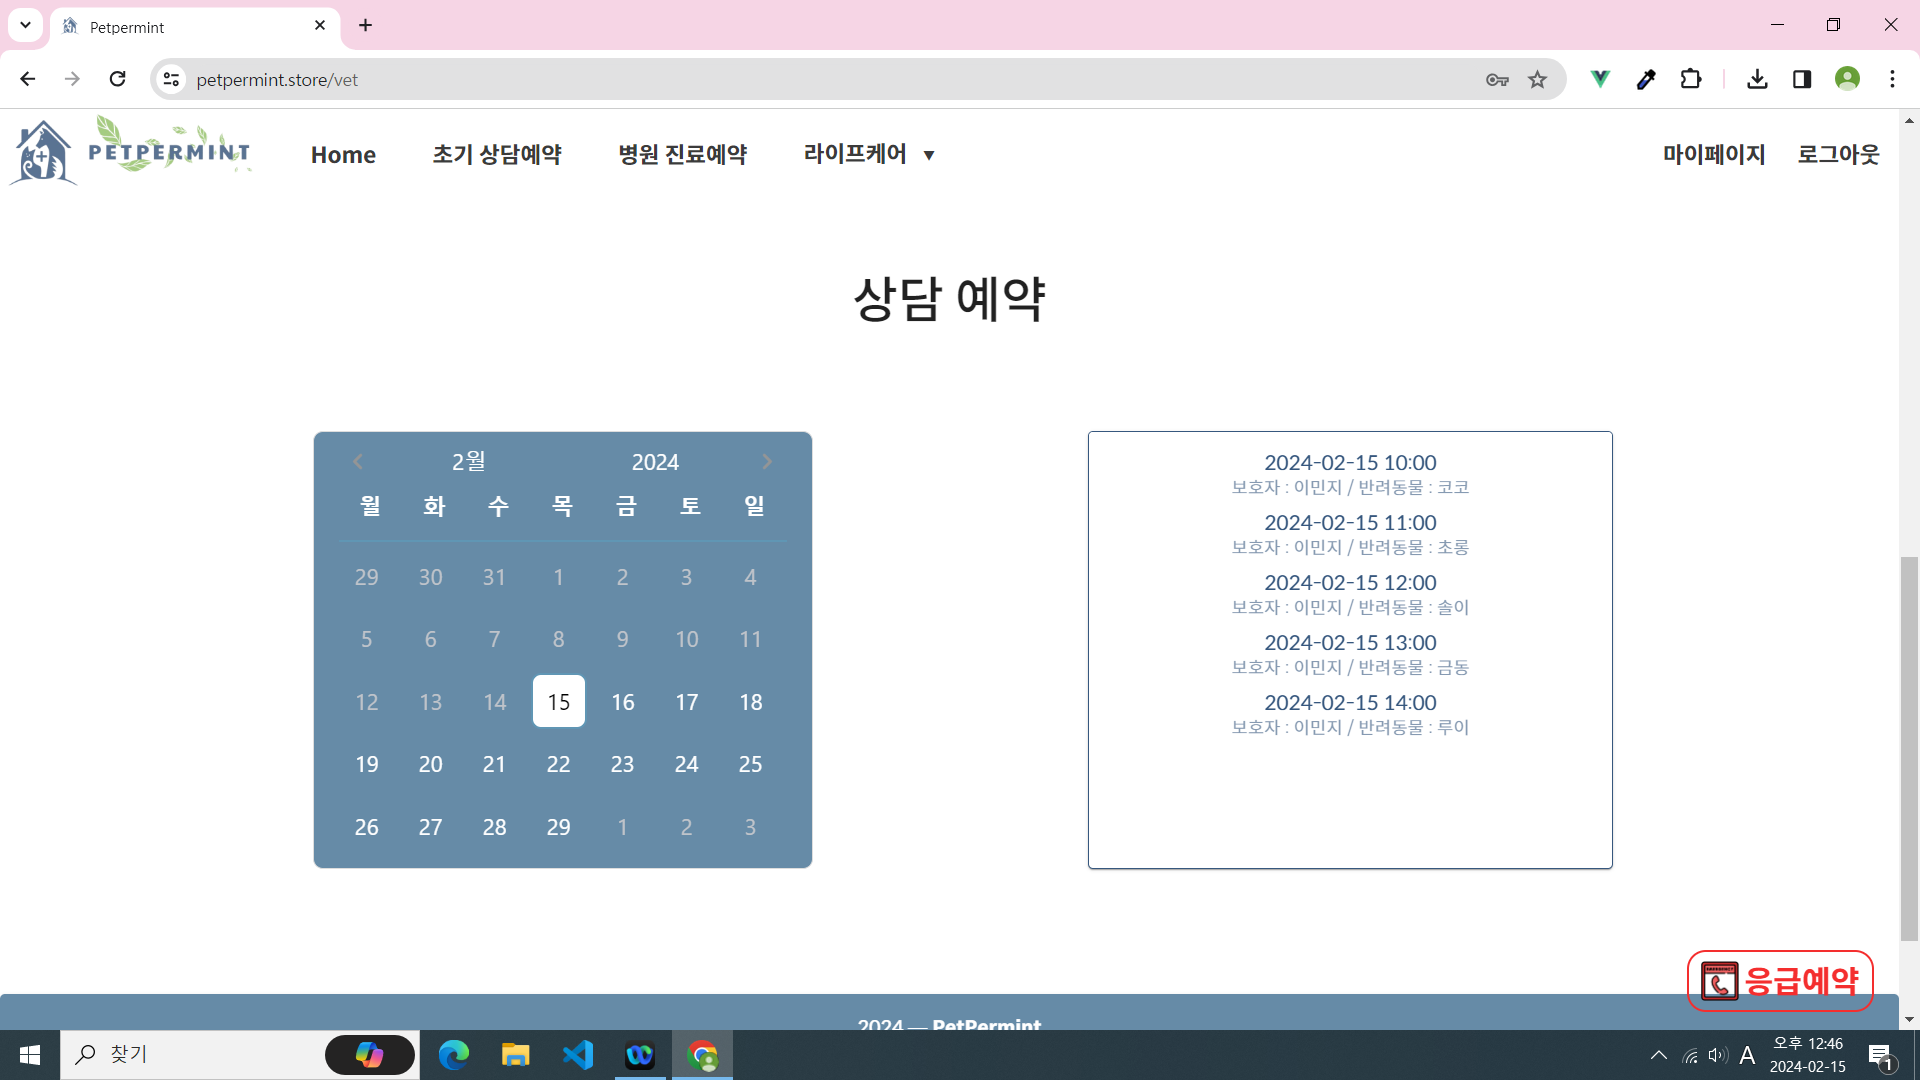 Petpermint
petpermint.store/vet
PETPERMINT
Home 초기 상담예약 병원 진료예약 라이프케어 ▼ 마이페이지 로그아웃
상담 예약
2월 2024
월 화 수 목 금 토 일
29 30 31 1 2 3 4
5 6 7 8 9 10 11
12 13 14 15 16 17 18
19 20 21 22 23 24 25
26 27 28 29 1 2 3
2024-02-15 10:00
보호자 : 이민지 / 반려동물 : 코코
2024-02-15 11:00
보호자 : 이민지 / 반려동물 : 초롱
2024-02-15 12:00
보호자 : 이민지 / 반려동물 : 솔이
2024-02-15 13:00
보호자 : 이민지 / 반려동물 : 금동
2024-02-15 14:00
보호자 : 이민지 / 반려동물 : 루이
응급예약
2024 — PetPermint
찾기
A
오후 12:46
2024-02-15
1